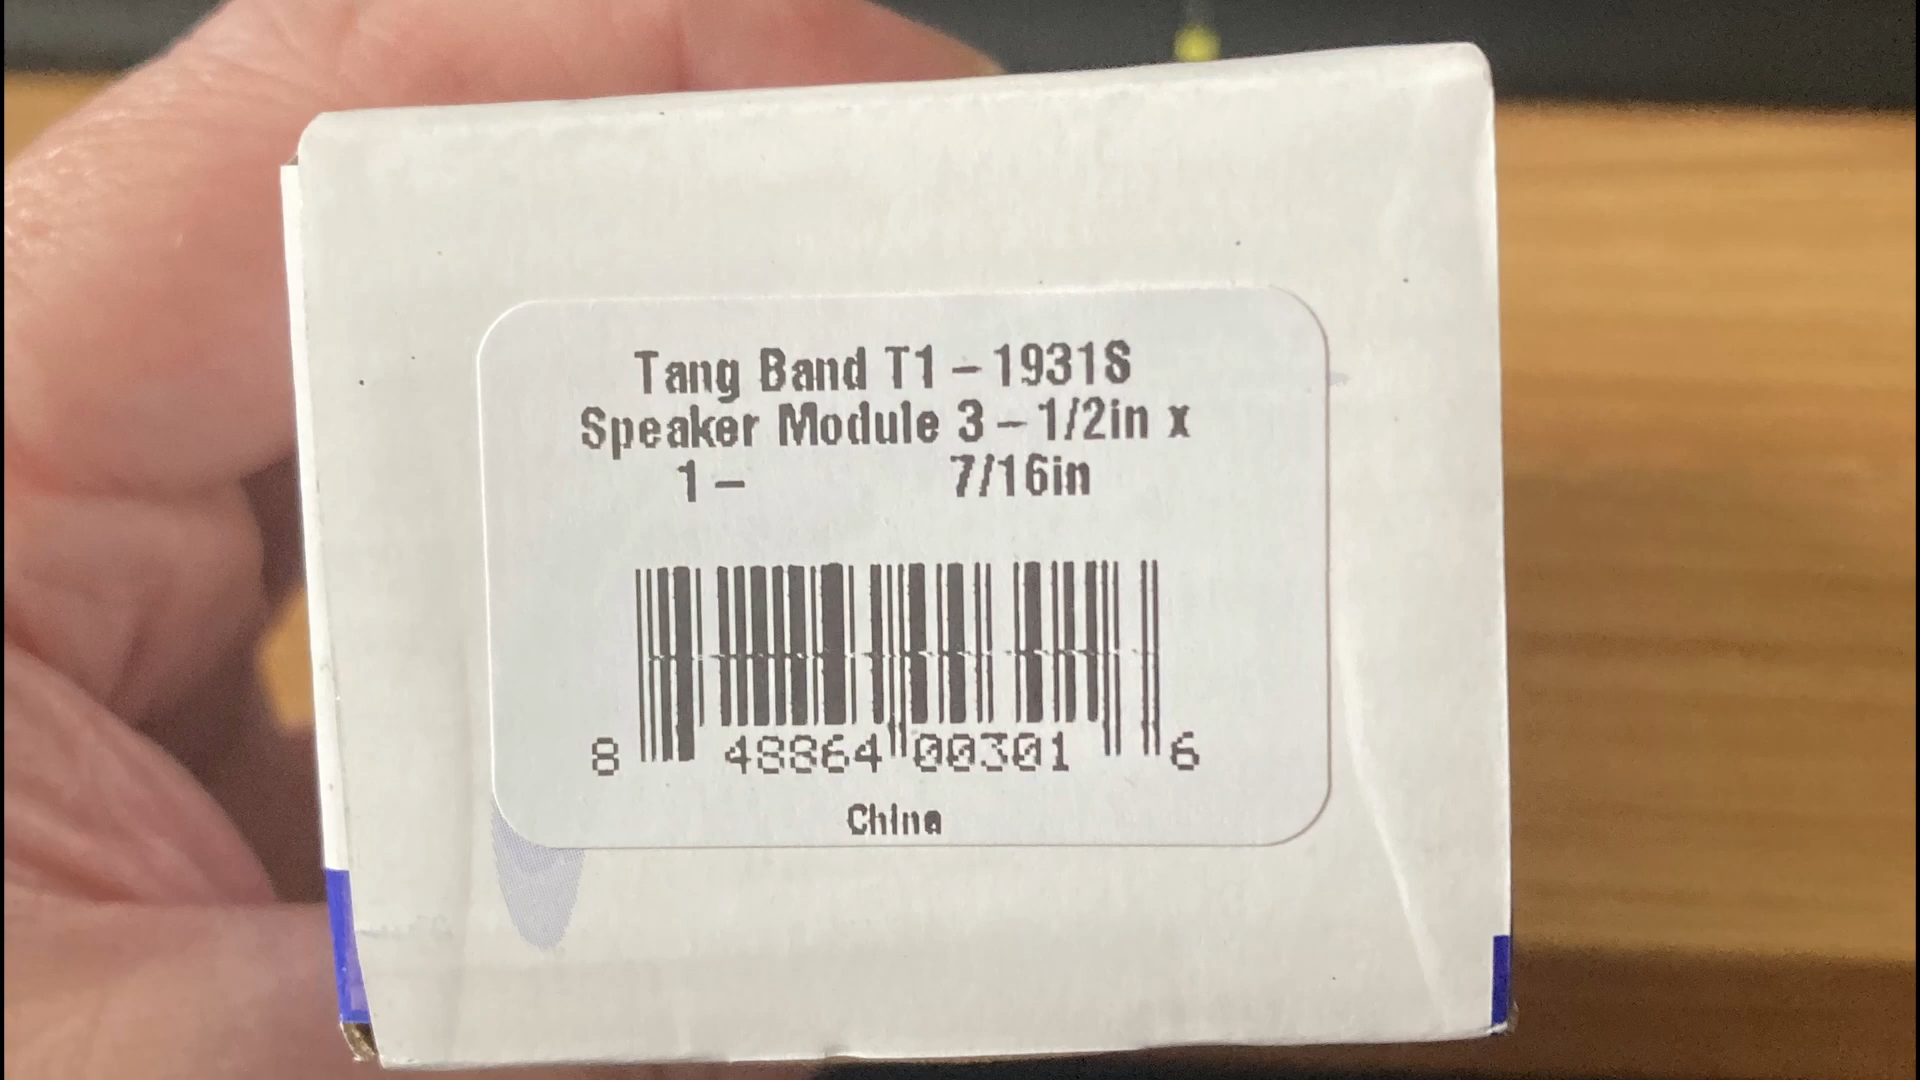 Tang Band T1 – 1931S
Speaker Module 3 – 1/2in x
1 – 7/16in
8 48864 00301 6
China